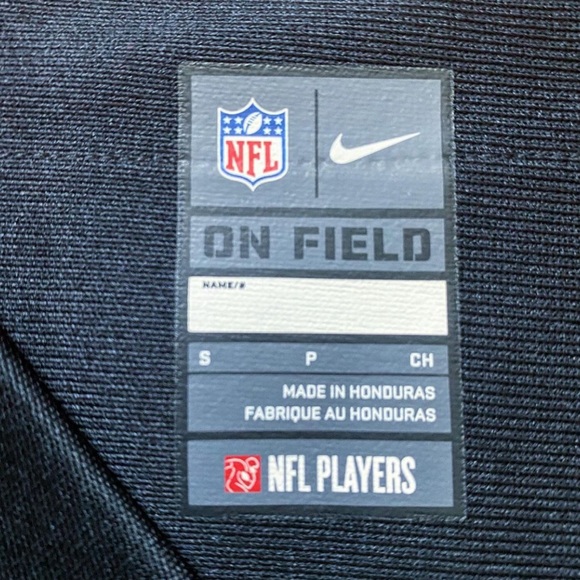 NFL
ON FIELD
NAME/#
S P CH
MADE IN HONDURAS
FABRIQUE AU HONDURAS
NFL PLAYERS